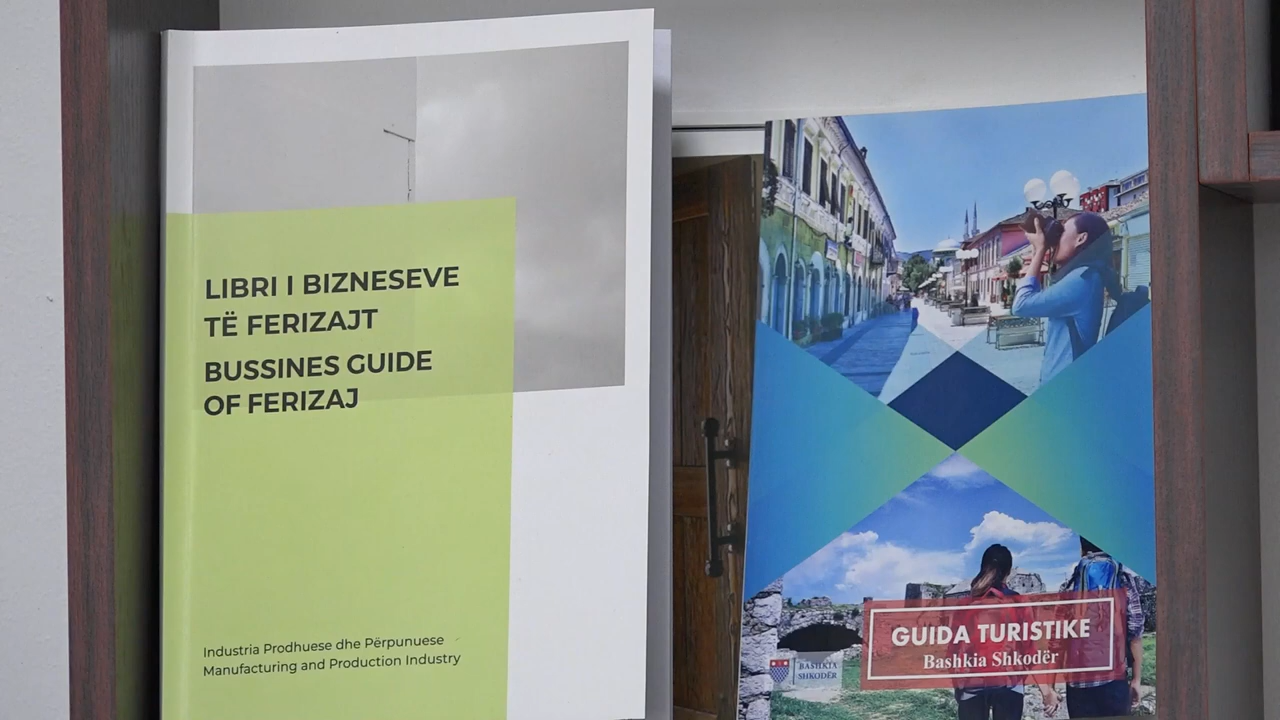 LIBRI I BIZNESEVE
TË FERIZAJT
BUSSINES GUIDE
OF FERIZAJ
Industria Prodhuese dhe Përpunuese
Manufacturing and Production Industry
GUIDA TURISTIKE
Bashkia Shkodër
BASHKIA
SHKODËR